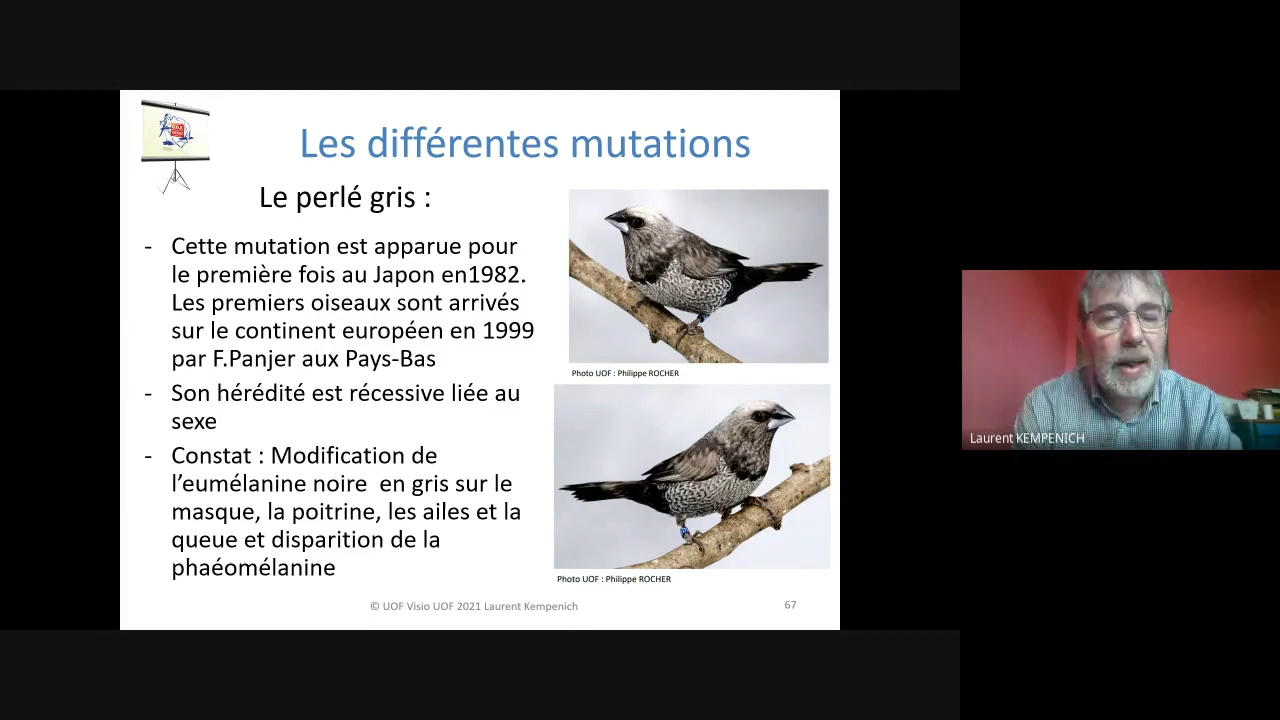 Les différentes mutations
Le perlé gris :
- Cette mutation est apparue pour
le première fois au Japon en1982.
Les premiers oiseaux sont arrivés
sur le continent européen en 1999
par F.Panjer aux Pays-Bas
- Son hérédité est récessive liée au
sexe
- Constat : Modification de
l’eumélanine noire en gris sur le
masque, la poitrine, les ailes et la
queue et disparition de la
phaéomélanine
Photo UOF : Philippe ROCHER
Photo UOF : Philippe ROCHER
© UOF Visio UOF 2021 Laurent Kempenich
67
Laurent KEMPENICH